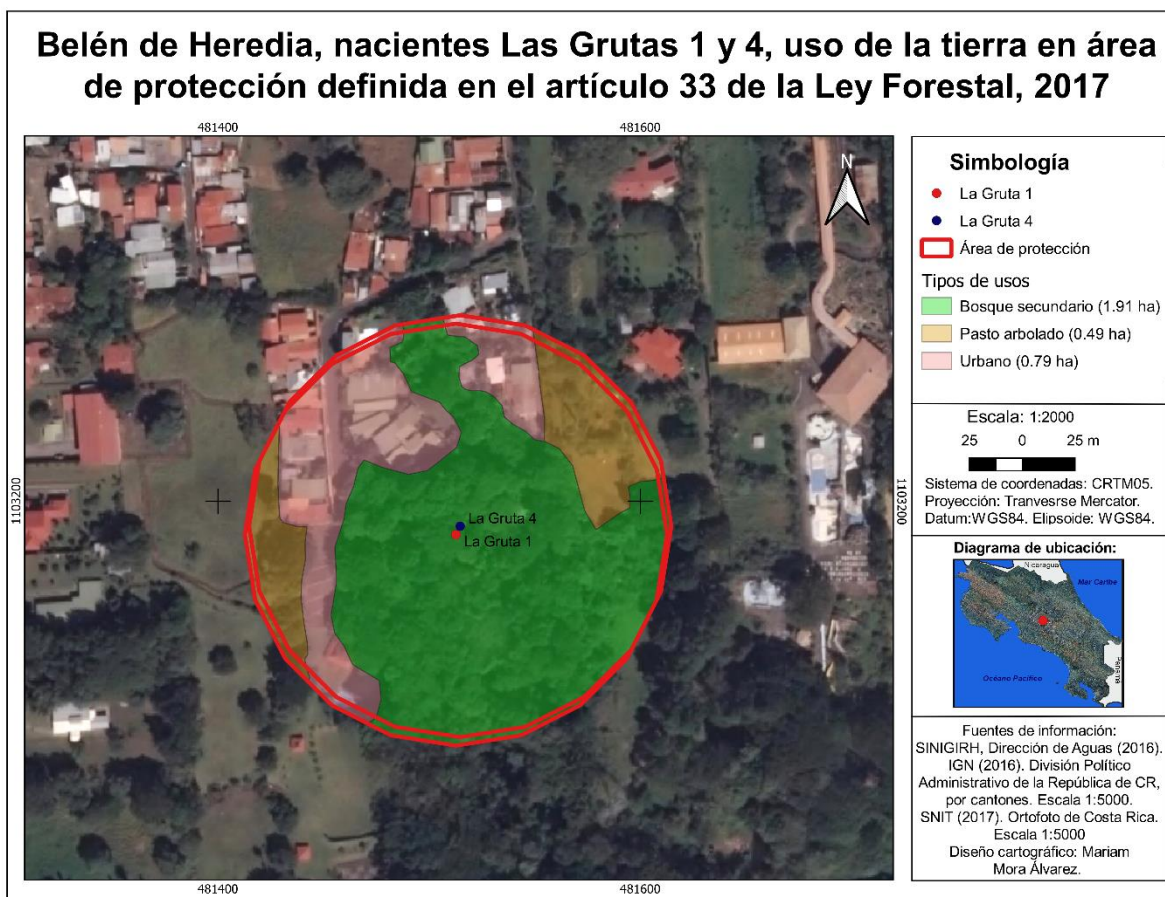 Belén de Heredia, nacientes Las Grutas 1 y 4, uso de la tierra en área
de protección definida en el artículo 33 de la Ley Forestal, 2017
481400
481600
1103200
N
La Gruta 4
La Gruta 1
1103200
481400
481600
Simbología
La Gruta 1
La Gruta 4
Área de protección
Tipos de usos
Bosque secundario (1.91 ha)
Pasto arbolado (0.49 ha)
Urbano (0.79 ha)
Escala: 1:2000
25 0 25 m
Sistema de coordenadas: CRTM05.
Proyección: Tranvesrse Mercator.
Datum:WGS84. Elipsoide: WGS84.
Diagrama de ubicación:
Nicaragua
Mar Caribe
Panamá
Océano Pacífico
Fuentes de información:
SINIGIRH, Dirección de Aguas (2016).
IGN (2016). División Político
Administrativo de la República de CR,
por cantones. Escala 1:5000.
SNIT (2017). Ortofoto de Costa Rica.
Escala 1:5000
Diseño cartográfico: Mariam
Mora Álvarez.